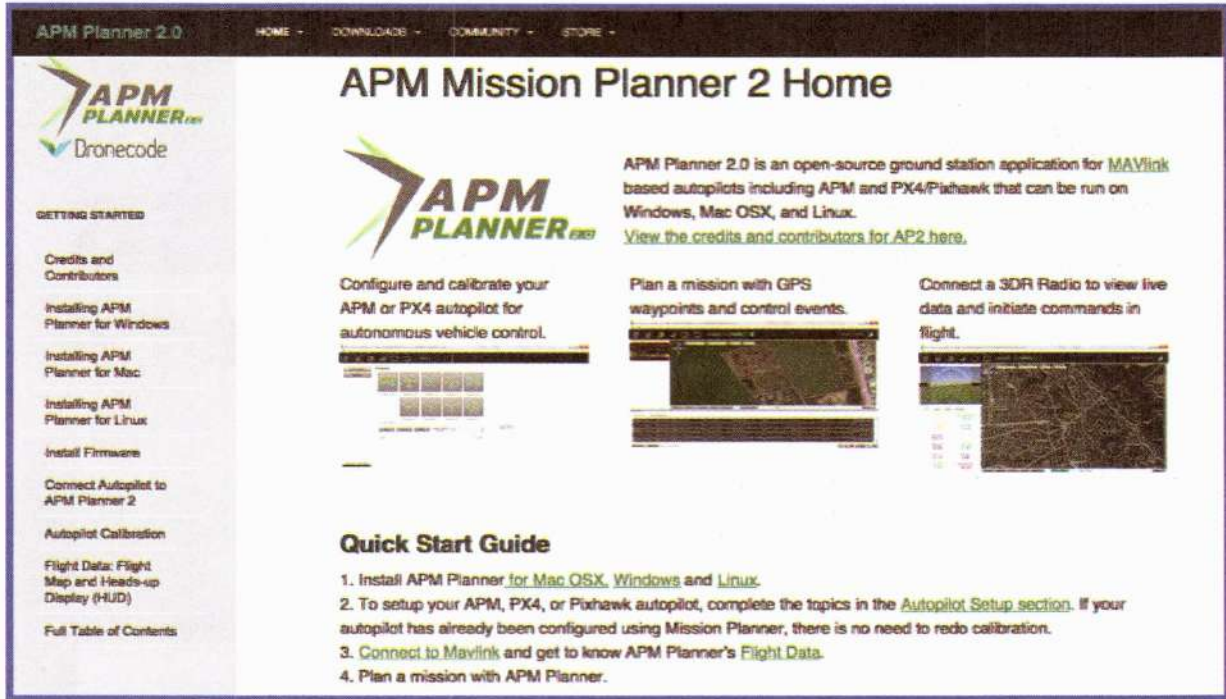 APM Planner 2.0
HOME
DOWNLOADS
COMMUNITY
STORE
APM
PLANNER
Dronecode
GETTING STARTED
Credits and
Contributors
Installing APM
Planner for Windows
Installing APM
Planner for Mac
Installing APM
Planner for Linux
Install Firmware
Connect Autopilot to
APM Planner 2
Autopilot Calibration
Flight Data: Flight
Map and Heads-up
Display (HUD)
Full Table of Contents
APM Mission Planner 2 Home
APM
PLANNER
APM Planner 2.0 is an open-source ground station application for MAVlink
based autopilots including APM and PX4/Pixhawk that can be run on
Windows, Mac OSX, and Linux.
View the credits and contributors for AP2 here.
Configure and calibrate your
APM or PX4 autopilot for
autonomous vehicle control.
Plan a mission with GPS
waypoints and control events.
Connect a 3DR Radio to view live
data and initiate commands in
flight.
Quick Start Guide
1. Install APM Planner for Mac OSX, Windows and Linux.
2. To setup your APM, PX4, or Pixhawk autopilot, complete the topics in the Autopilot Setup section. If your
autopilot has already been configured using Mission Planner, there is no need to redo calibration.
3. Connect to Mavlink and get to know APM Planner's Flight Data.
4. Plan a mission with APM Planner.